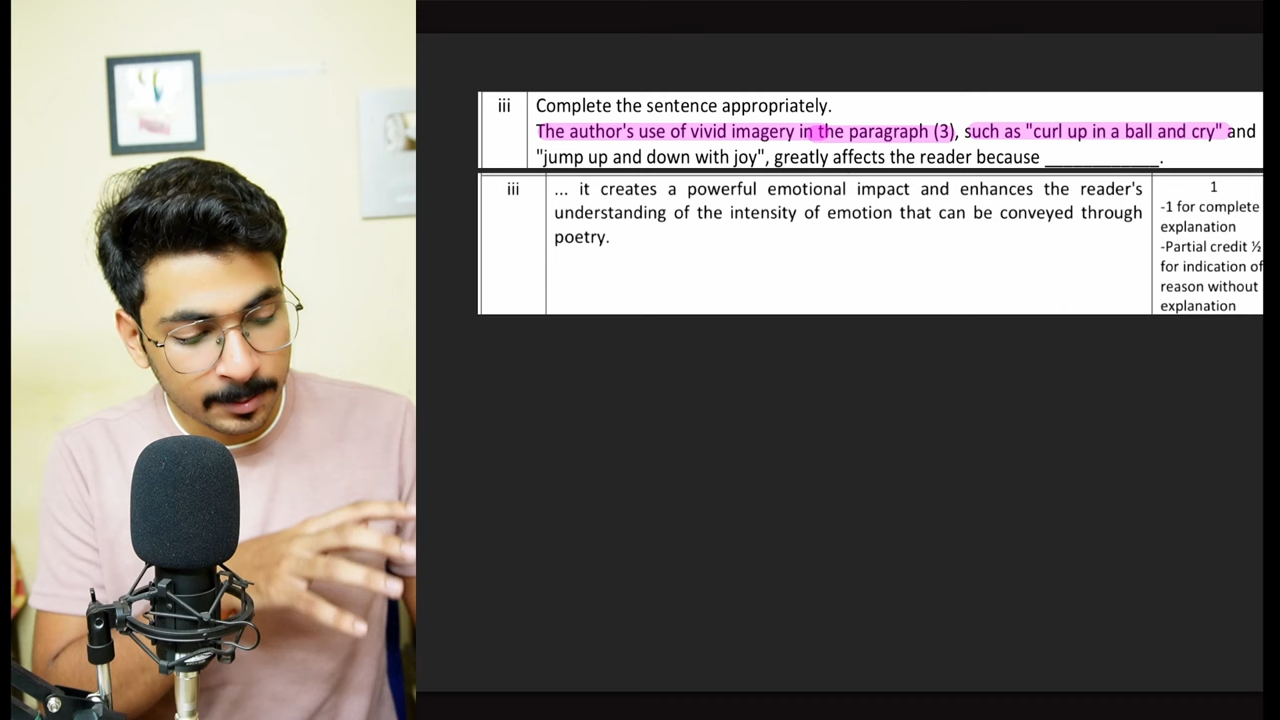 iii Complete the sentence appropriately.
The author's use of vivid imagery in the paragraph (3), such as "curl up in a ball and cry" and
"jump up and down with joy", greatly affects the reader because ____________.
iii ... it creates a powerful emotional impact and enhances the reader's
understanding of the intensity of emotion that can be conveyed through
poetry.
1
-1 for complete
explanation
-Partial credit ½
for indication of
reason without
explanation